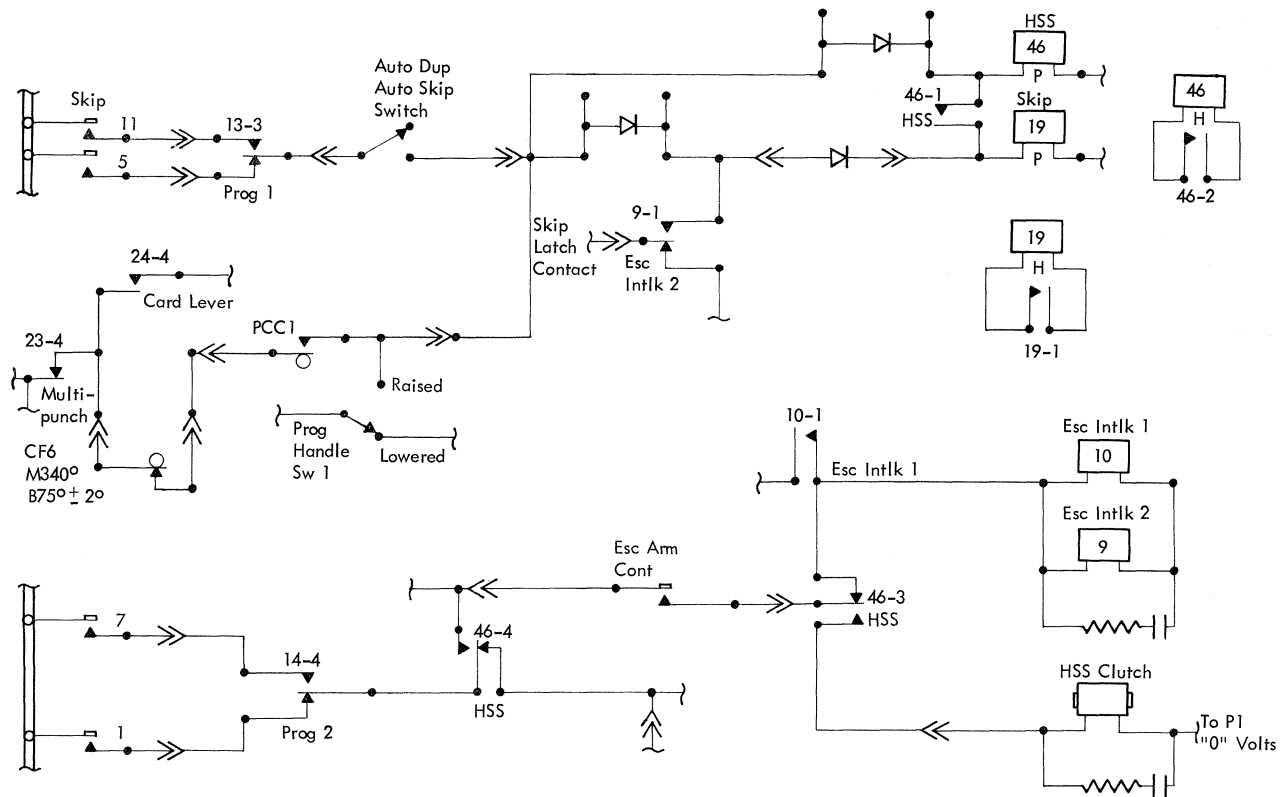 HSS
46
P
Auto Dup
Auto Skip
Switch
46-1
HSS
Skip
19
P
46
H
46-2
Skip
11
13-3
5
Prog 1
9-1
Skip
Latch
Contact
Esc
Intlk 2
19
H
19-1
24-4
Card Lever
PCC1
23-4
Multi-
punch
Raised
Prog
Handle
Sw 1
Lowered
CF6
M340°
B75° ± 2°
10-1
Esc Intlk 1
Esc Intlk 1
10
Esc Intlk 2
9
Esc Arm
Cont
46-3
HSS
7
46-4
14-4
HSS
1
Prog 2
HSS Clutch
To P1
"0" Volts